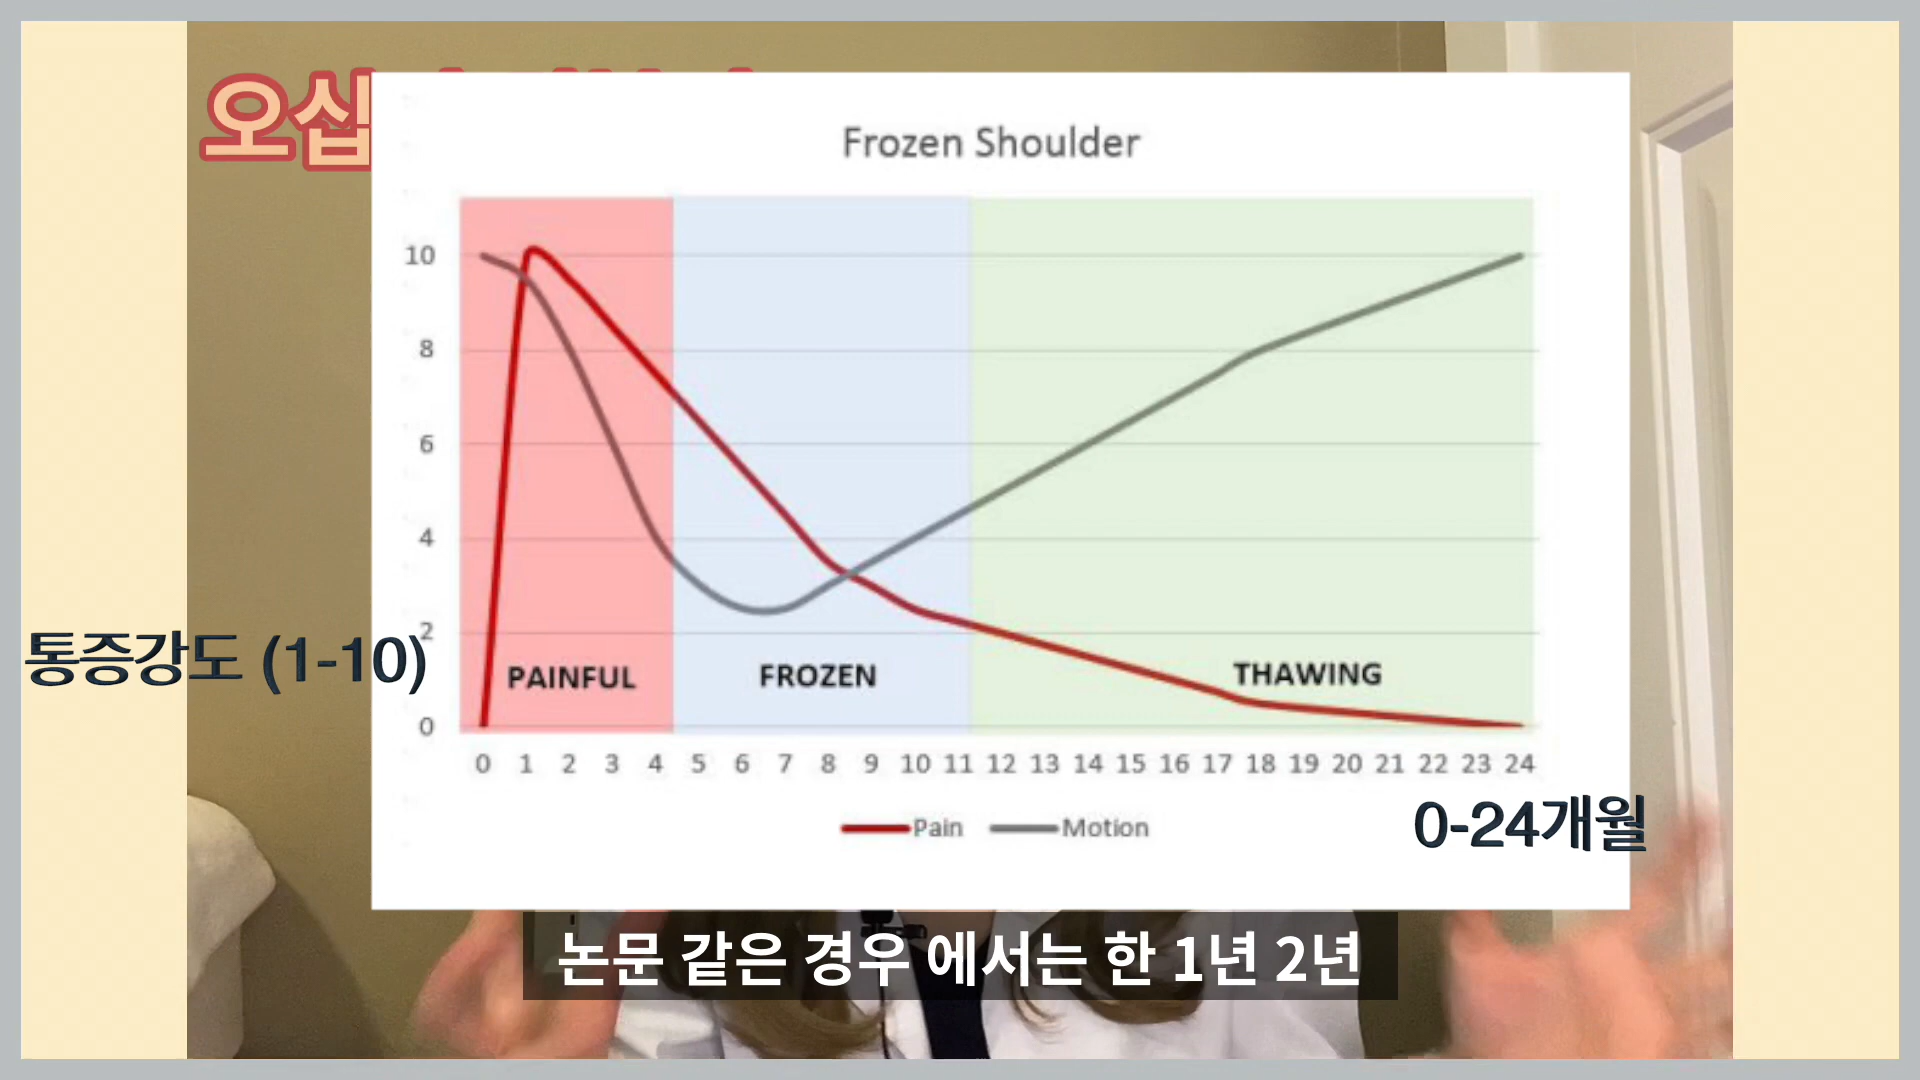 오십
Frozen Shoulder
10
8
6
4
2
0
통증강도 (1-10)
PAINFUL FROZEN THAWING
0 1 2 3 4 5 6 7 8 9 10 11 12 13 14 15 16 17 18 19 20 21 22 23 24
Pain Motion
0-24개월
논문 같은 경우 에서는 한 1년 2년